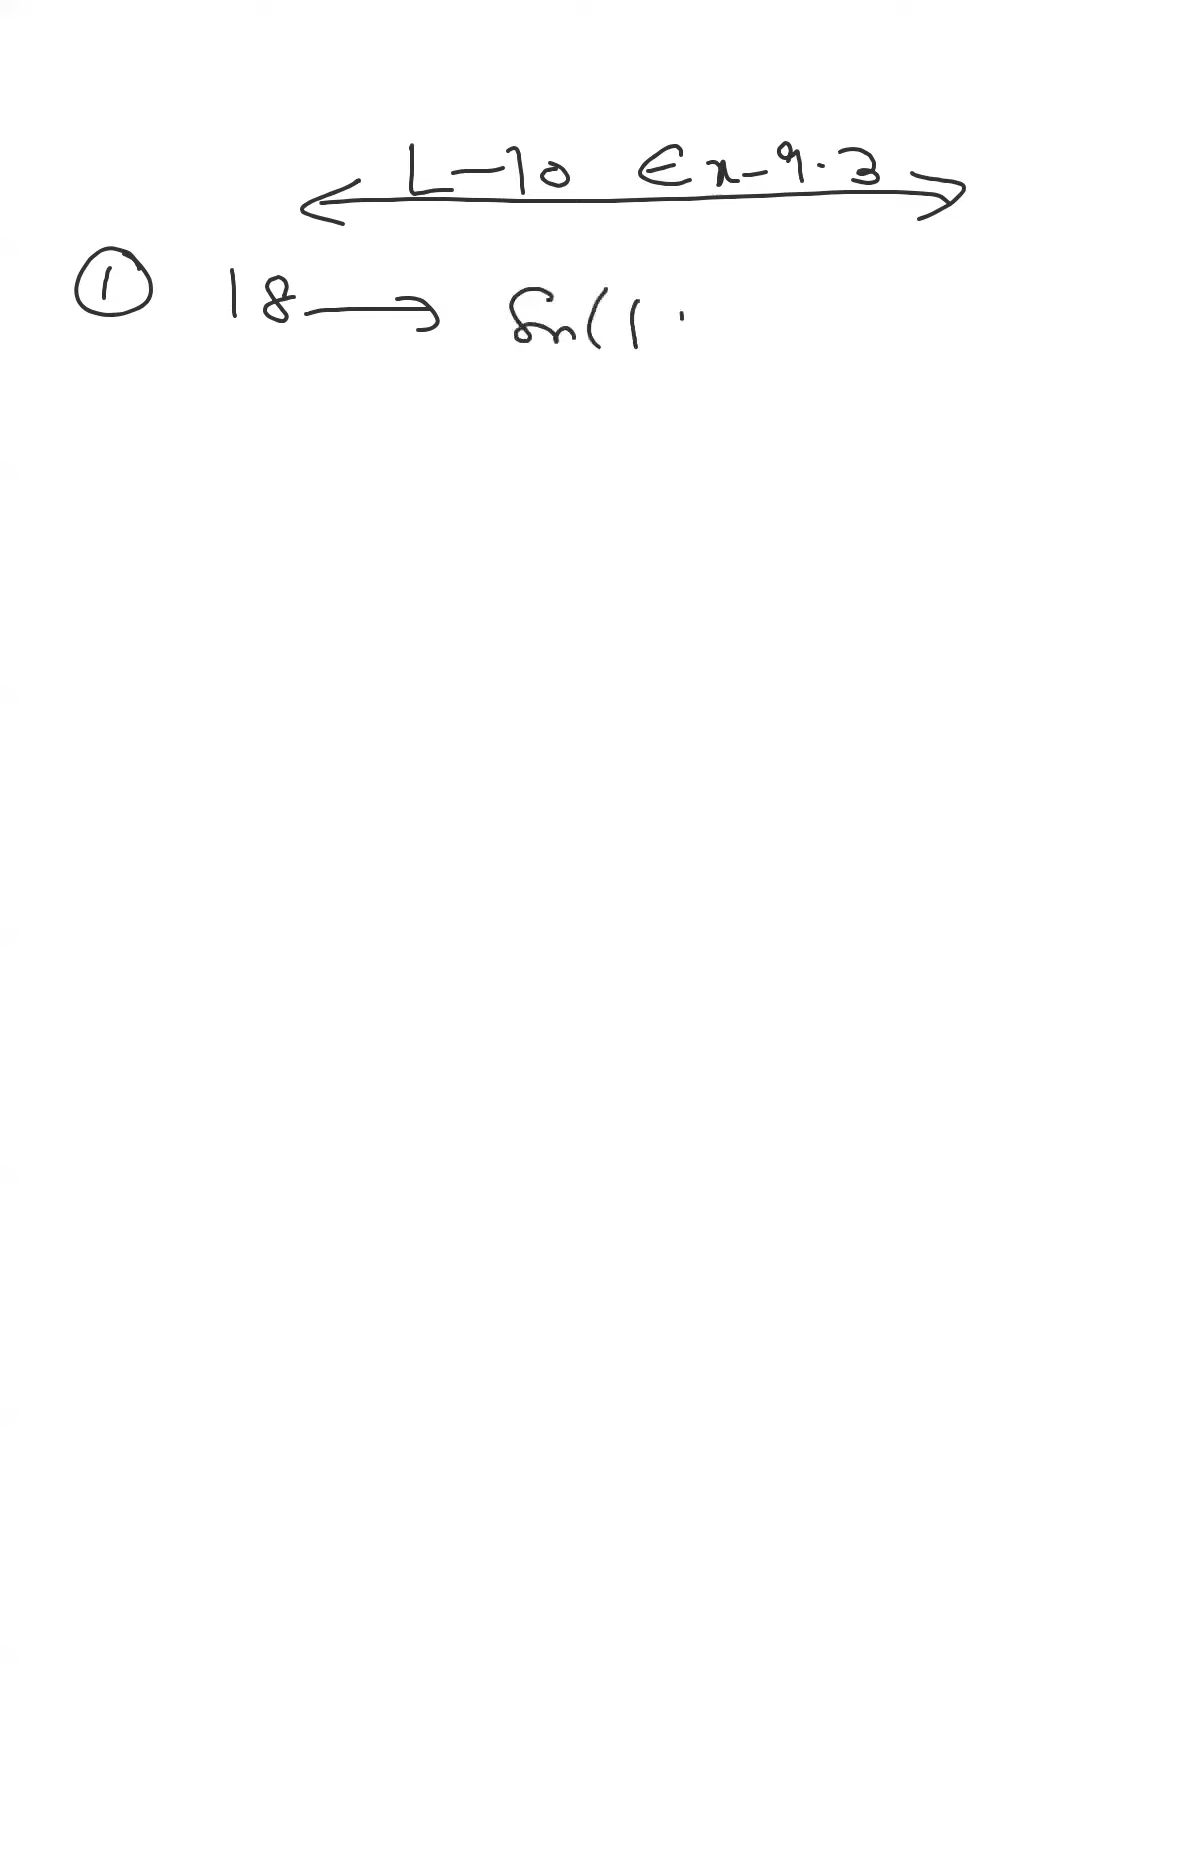 L-10 Ex-9.3
① 18 → Sn(1.